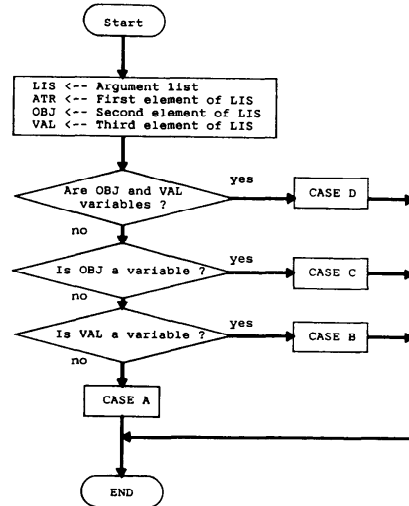 Start
LIS <-- Argument list
ATR <-- First element of LIS
OBJ <-- Second element of LIS
VAL <-- Third element of LIS
Are OBJ and VAL
variables ?
yes
CASE D
no
Is OBJ a variable ?
yes
CASE C
no
Is VAL a variable ?
yes
CASE B
no
CASE A
END